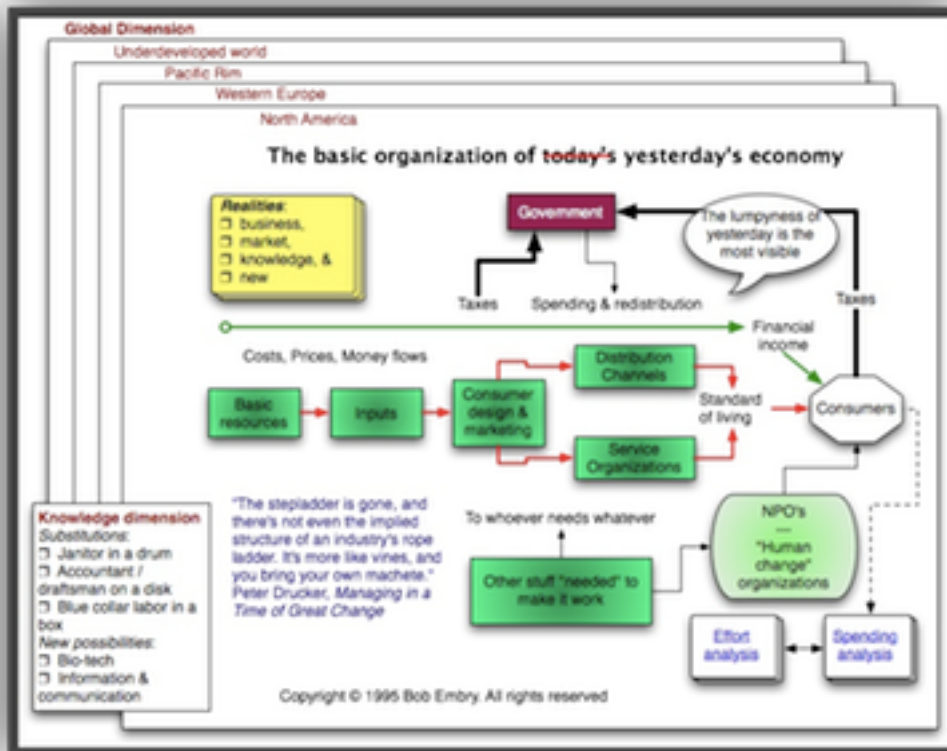 Global Dimension
Underdeveloped world
Pacific Rim
Western Europe
North America
The basic organization of today's yesterday's economy
Realities:
❒ business,
❒ market,
❒ knowledge, &
❒ new
Government
The lumpyness of
yesterday is the
most visible
Taxes
Spending & redistribution
Taxes
Financial
income
Costs, Prices, Money flows
Basic
resources
Inputs
Consumer
design &
marketing
Distribution
Channels
Service
Organizations
Standard
of living
Consumers
Knowledge dimension
Substitutions:
❒ Janitor in a drum
❒ Accountant /
draftsman on a disk
❒ Blue collar labor in a
box
New possibilities:
❒ Bio-tech
❒ Information &
communication
"The stepladder is gone, and
there's not even the implied
structure of an industry's rope
ladder. It's more like vines, and
you bring your own machete."
Peter Drucker, Managing in a
Time of Great Change
To whoever needs whatever
Other stuff "needed" to
make it work
NPO's
---
"Human
change"
organizations
Effort
analysis
Spending
analysis
Copyright © 1995 Bob Embry. All rights reserved